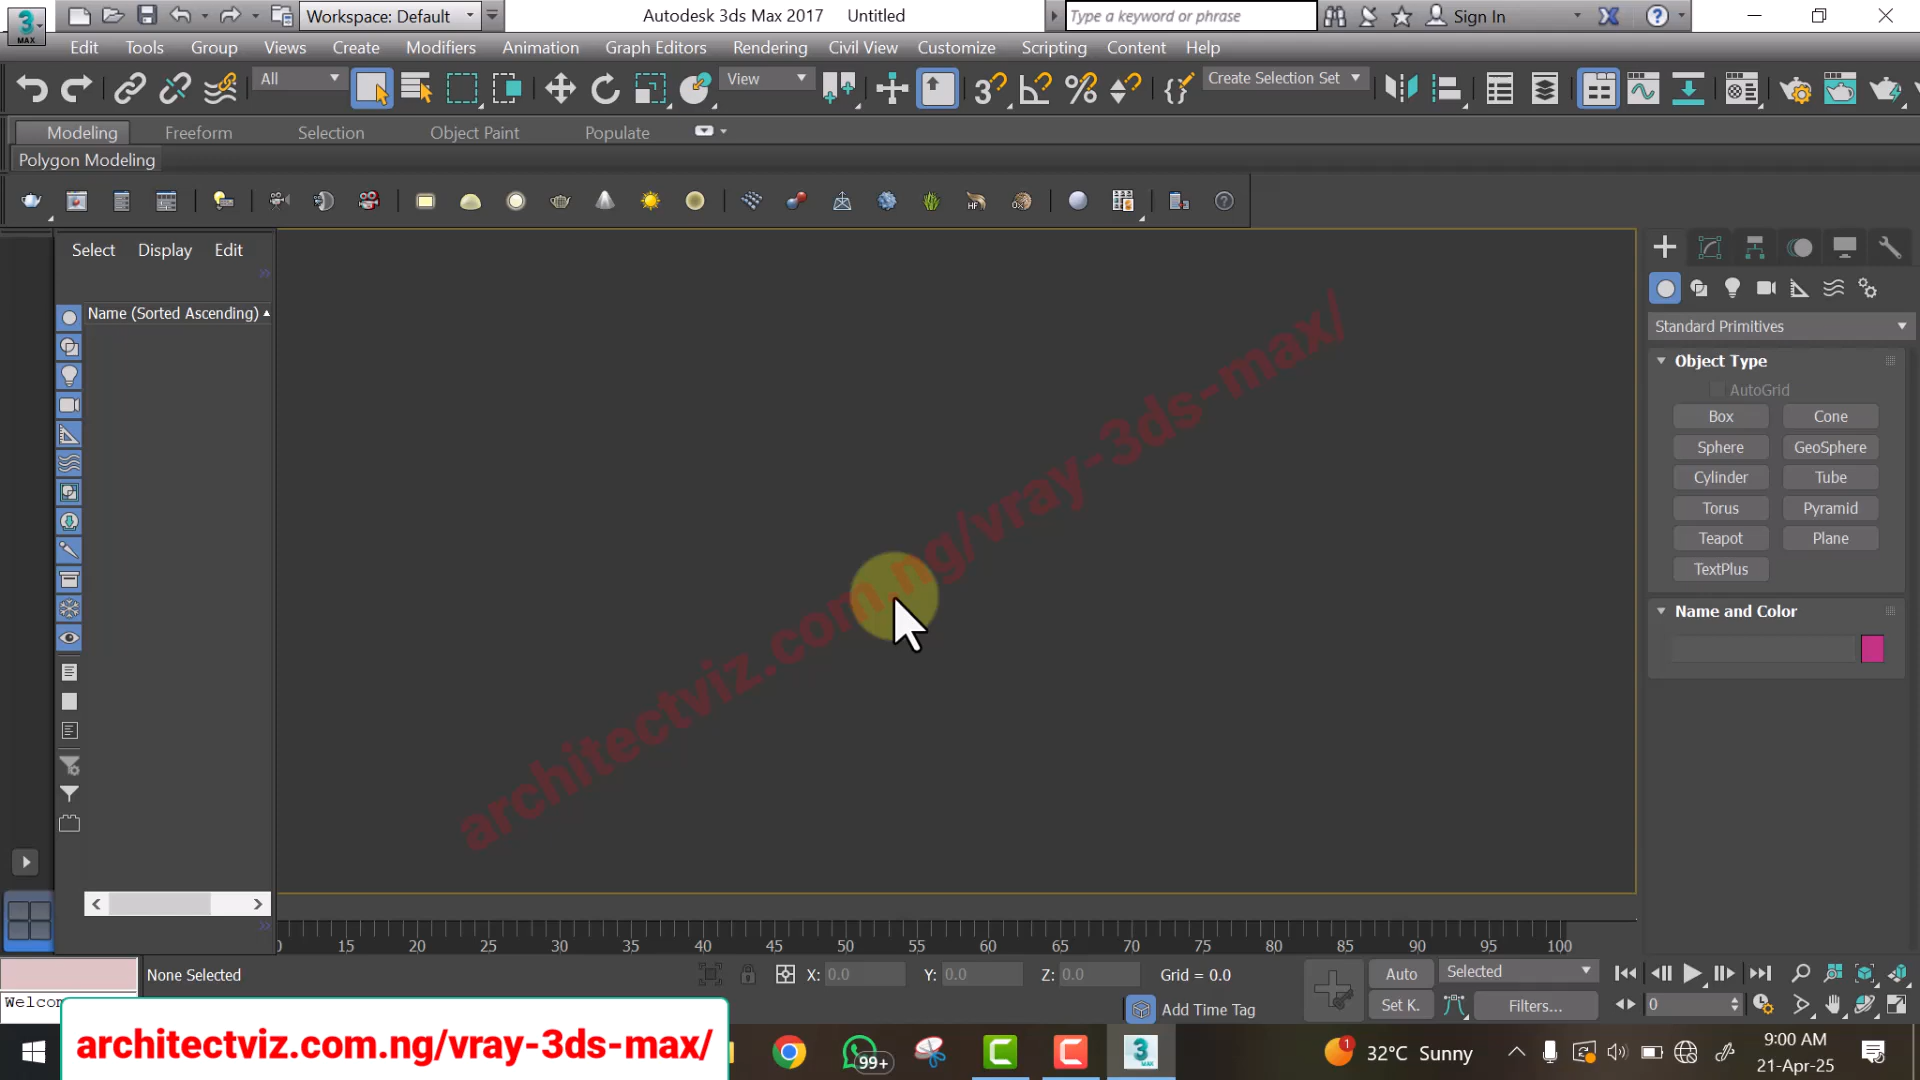 3
MAX
Workspace: Default
Autodesk 3ds Max 2017 Untitled
Type a keyword or phrase
Sign In
Edit Tools Group Views Create Modifiers Animation Graph Editors Rendering Civil View Customize Scripting Content Help
All
View
3
Create Selection Set
Modeling Freeform Selection Object Paint Populate
Polygon Modeling
Select Display Edit
Name (Sorted Ascending)
architectviz.com.ng/vray-3ds-max/
Standard Primitives
Object Type
AutoGrid
Box Cone
Sphere GeoSphere
Cylinder Tube
Torus Pyramid
Teapot Plane
TextPlus
Name and Color
0 15 20 25 30 35 40 45 50 55 60 65 70 75 80 85 90 95 100
None Selected
X: 0.0 Y: 0.0 Z: 0.0 Grid = 0.0
Auto Selected
Welcom
Add Time Tag
Set K. Filters...
0
architectviz.com.ng/vray-3ds-max/
99+
1
32°C Sunny
9:00 AM
21-Apr-25